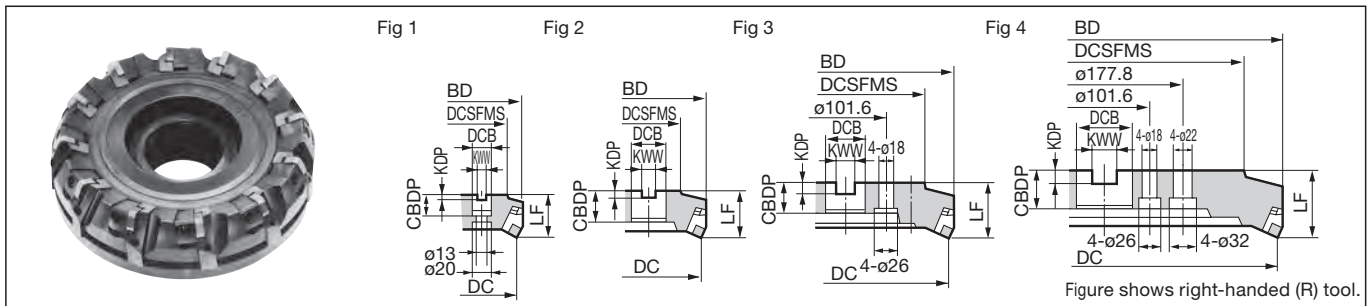 Fig 1
BD
DCSFMS
DCB
KWW
KDP
CBDP
LF
ø13
ø20
DC
Fig 2
BD
DCSFMS
DCB
KWW
KDP
CBDP
LF
DC
Fig 3
BD
DCSFMS
ø101.6
DCB
KWW
4-ø18
KDP
CBDP
LF
4-ø26
DC
Fig 4
BD
DCSFMS
ø177.8
ø101.6
DCB
KWW
4-ø18
4-ø22
KDP
CBDP
LF
4-ø26
4-ø32
DC
Figure shows right-handed (R) tool.